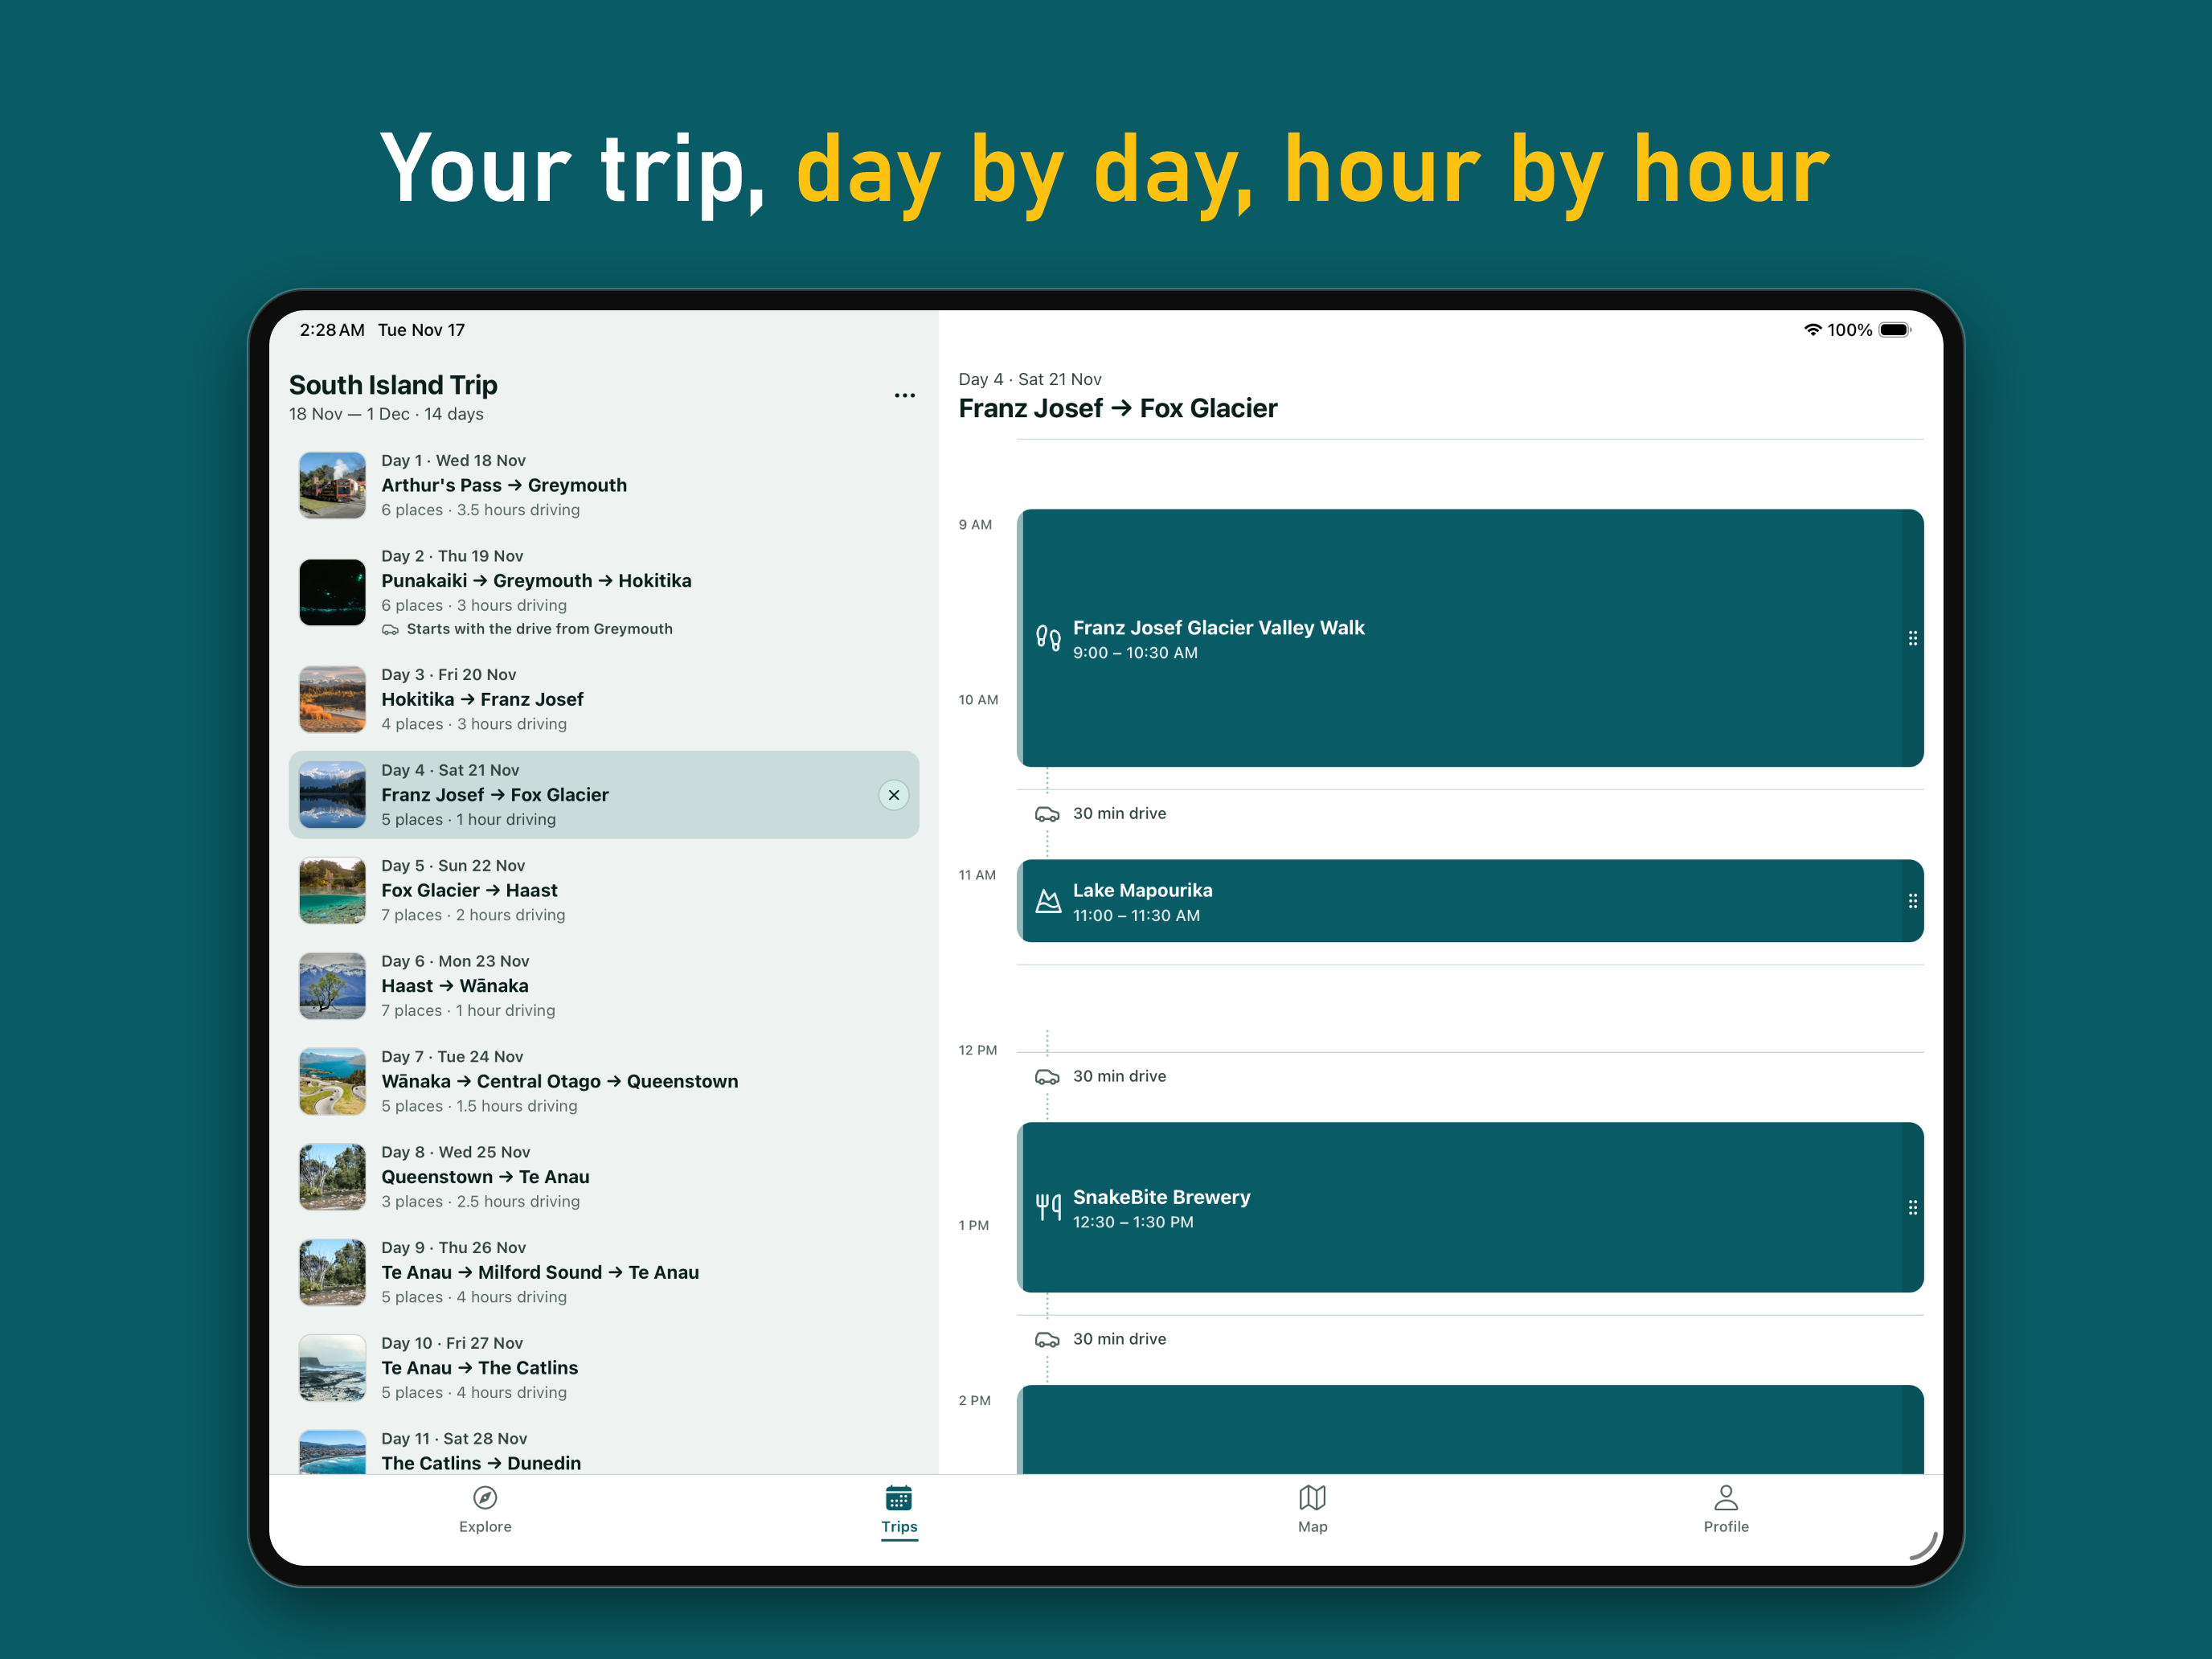 Your trip, day by day, hour by hour
2:28 AM Tue Nov 17
100%
South Island Trip
18 Nov — 1 Dec · 14 days
Day 1 · Wed 18 Nov
Arthur's Pass → Greymouth
6 places · 3.5 hours driving
Day 2 · Thu 19 Nov
Punakaiki → Greymouth → Hokitika
6 places · 3 hours driving
Starts with the drive from Greymouth
Day 3 · Fri 20 Nov
Hokitika → Franz Josef
4 places · 3 hours driving
Day 4 · Sat 21 Nov
Franz Josef → Fox Glacier
5 places · 1 hour driving
Day 5 · Sun 22 Nov
Fox Glacier → Haast
7 places · 2 hours driving
Day 6 · Mon 23 Nov
Haast → Wānaka
7 places · 1 hour driving
Day 7 · Tue 24 Nov
Wānaka → Central Otago → Queenstown
5 places · 1.5 hours driving
Day 8 · Wed 25 Nov
Queenstown → Te Anau
3 places · 2.5 hours driving
Day 9 · Thu 26 Nov
Te Anau → Milford Sound → Te Anau
5 places · 4 hours driving
Day 10 · Fri 27 Nov
Te Anau → The Catlins
5 places · 4 hours driving
Day 11 · Sat 28 Nov
The Catlins → Dunedin
Day 4 · Sat 21 Nov
Franz Josef → Fox Glacier
9 AM
Franz Josef Glacier Valley Walk
9:00 – 10:30 AM
10 AM
30 min drive
11 AM
Lake Mapourika
11:00 – 11:30 AM
12 PM
30 min drive
SnakeBite Brewery
12:30 – 1:30 PM
1 PM
30 min drive
2 PM
Explore
Trips
Map
Profile